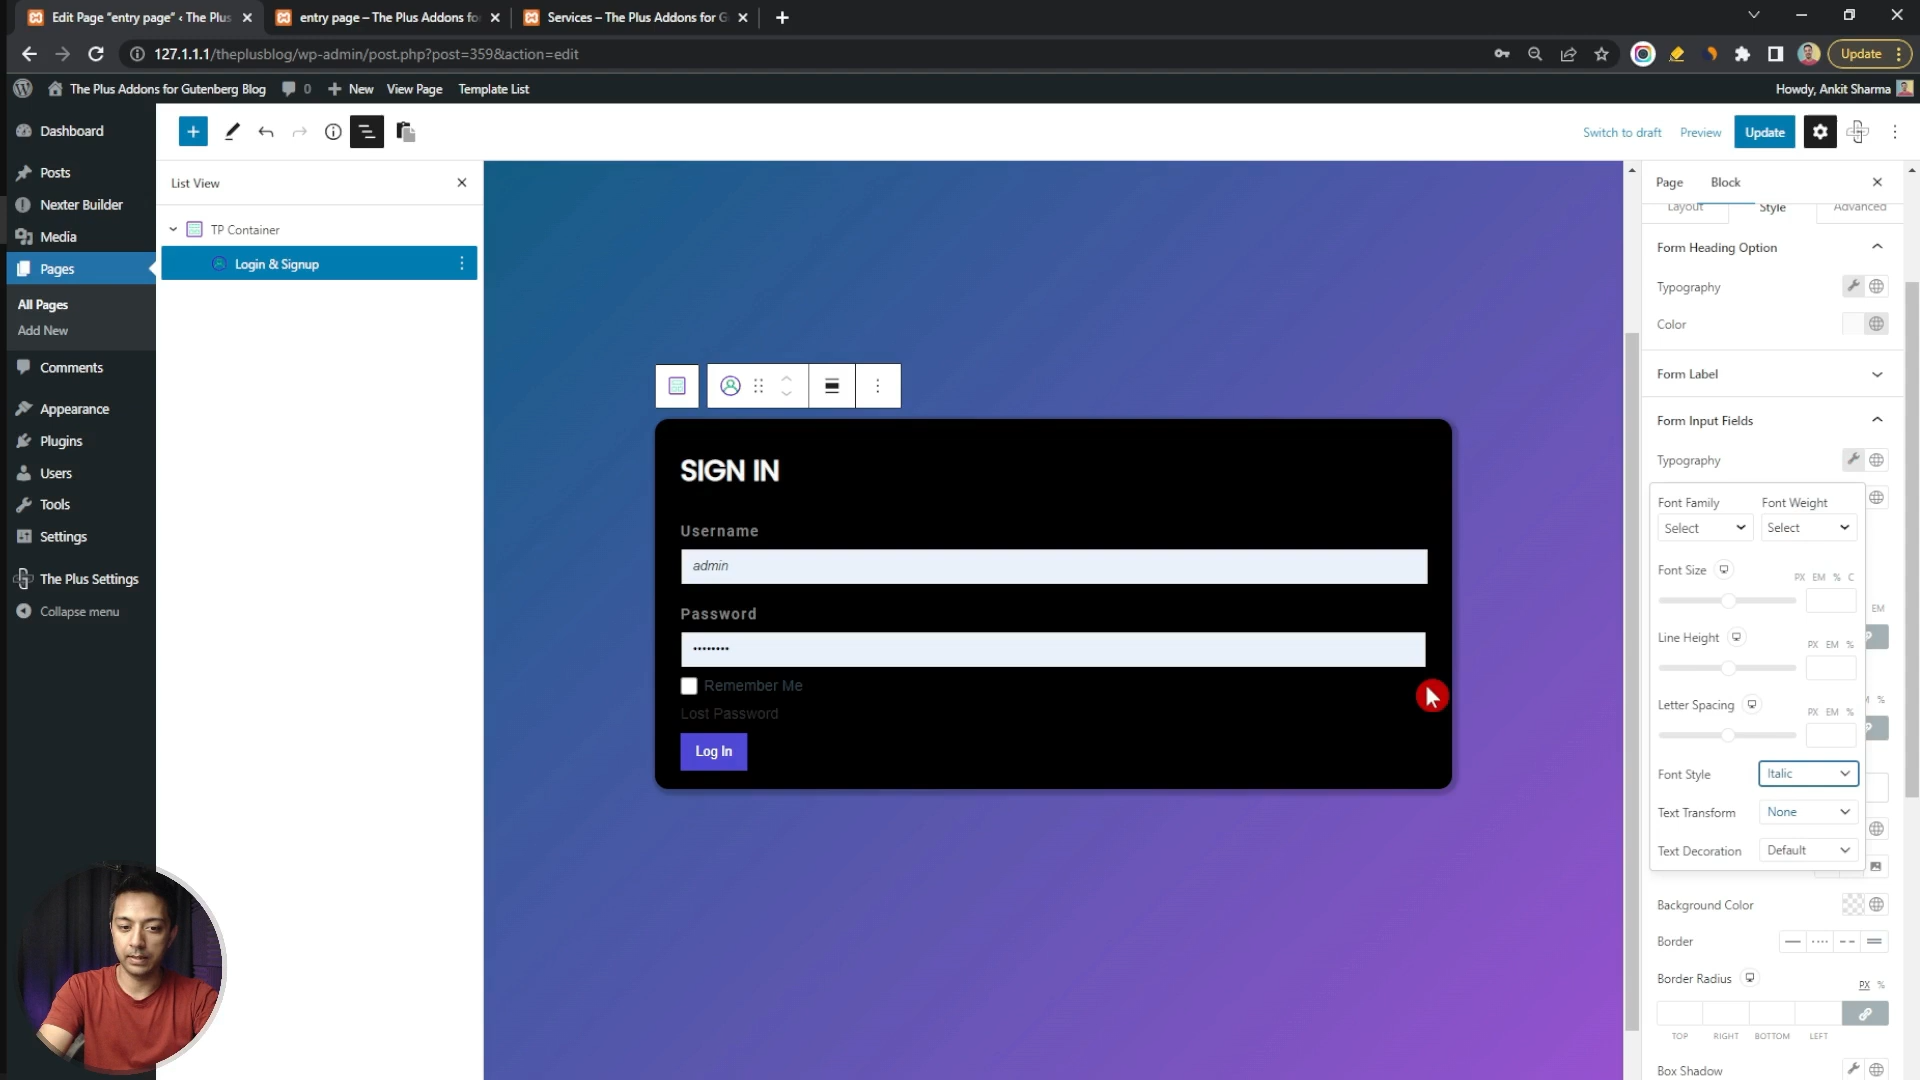 Edit Page "entry page" ‹ The Plus
entry page – The Plus Addons fo
Services – The Plus Addons for G
127.1.1.1/theplusblog/wp-admin/post.php?post=359&action=edit
Update
The Plus Addons for Gutenberg Blog
0
New
View Page
Template List
Howdy, Ankit Sharma
Dashboard
Posts
Nexter Builder
Media
Pages
All Pages
Add New
Comments
Appearance
Plugins
Users
Tools
Settings
The Plus Settings
Collapse menu
Switch to draft
Preview
Update
List View
TP Container
Login & Signup
SIGN IN
Username
admin
Password
Remember Me
Lost Password
Log In
Page
Block
Layout
Style
Advanced
Form Heading Option
Typography
Color
Form Label
Form Input Fields
Typography
Font Family
Font Weight
Select
Select
Font Size
PX EM % C
EM
Line Height
PX EM %
Letter Spacing
PX EM %
%
Font Style
Italic
Text Transform
None
Text Decoration
Default
Background Color
Border
Border Radius
PX %
TOP RIGHT BOTTOM LEFT
Box Shadow